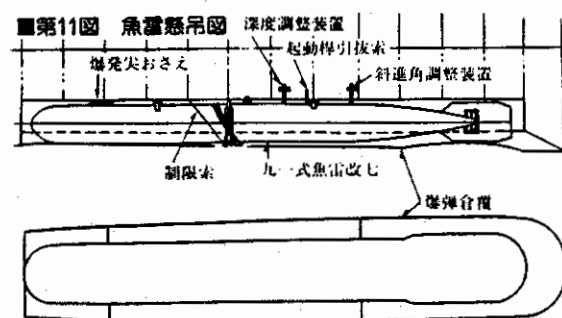 ■第11図 魚雷懸吊図
深度調整装置
起動桿引抜索
爆発実おさえ
斜進角調整装置
制限索
九一式魚雷改七
爆弾倉覆